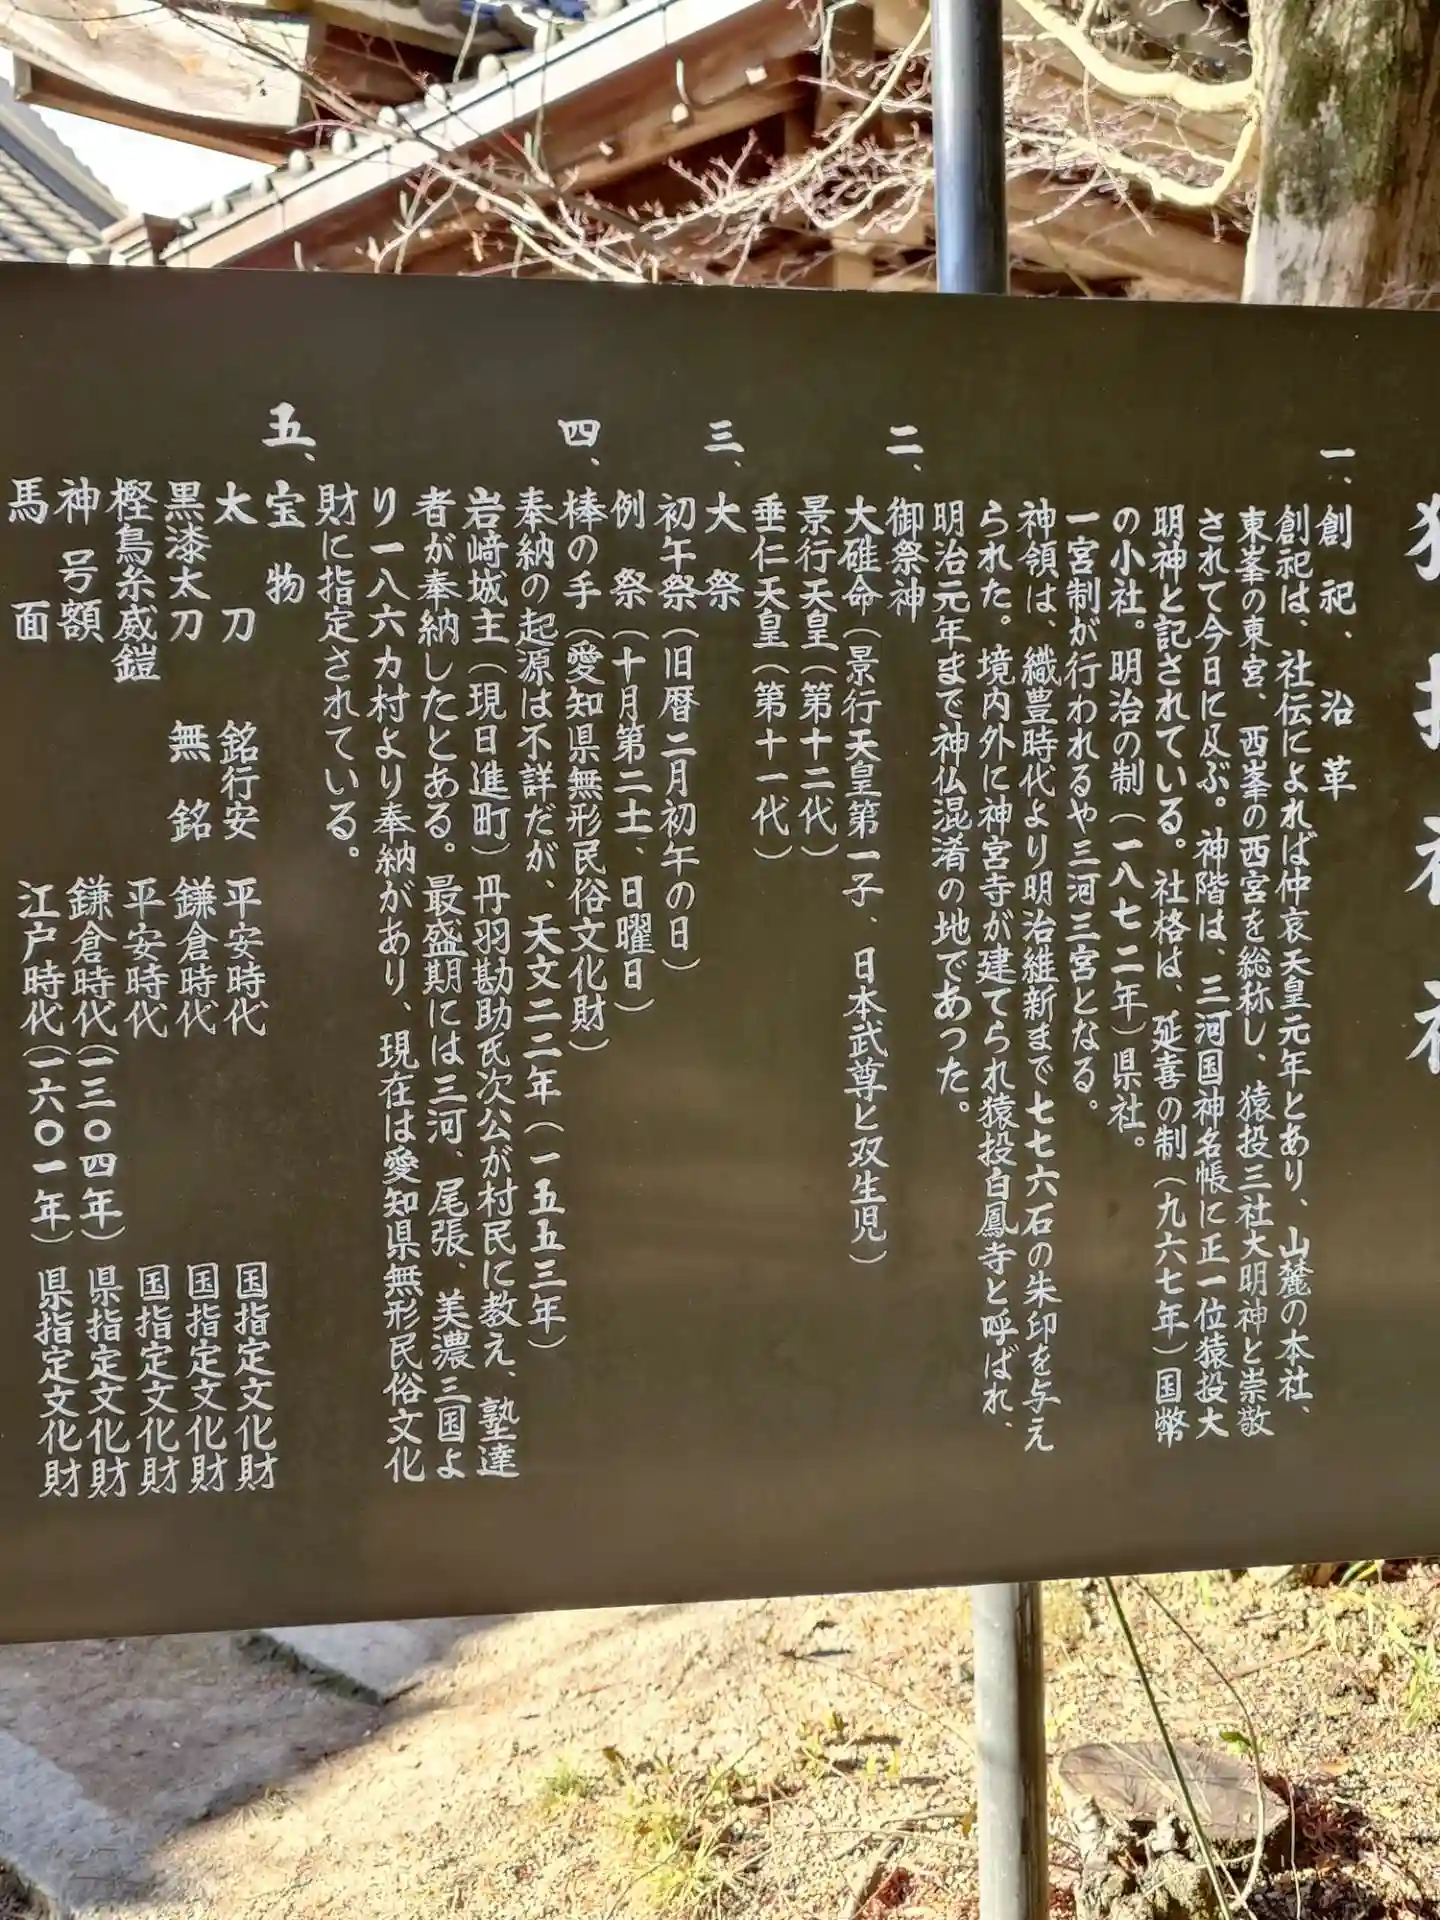 猿投神社
一、創祀、沿革
創祀は、社伝によれば仲哀天皇元年とあり、山麓の本社、
東峯の東宮、西峯の西宮を総称し、猿投三社大明神と崇敬
されて今日に及ぶ。神階は、三河国神名帳に正一位猿投大
明神と記されている。社格は、延喜の制（九六七年）国幣
の小社。明治の制（一八七二年）県社。
一宮制が行われるや三河三宮となる。
神領は、織豊時代より明治維新まで七七六石の朱印を与え
られた。境内外に神宮寺が建てられ猿投白鳳寺と呼ばれ、
明治元年まで神仏混淆の地であった。
二、御祭神
大碓命（景行天皇第一子、日本武尊と双生児）
景行天皇（第十二代）
垂仁天皇（第十一代）
三、大祭
初午祭（旧暦二月初午の日）
例祭（十月第二土、日曜日）
四、棒の手（愛知県無形民俗文化財）
奉納の起源は不詳だが、天文二二年（一五五三年）
岩﨑城主（現日進町）丹羽勘助氏次公が村民に教え、塾達
者が奉納したとある。最盛期には三河、尾張、美濃三国よ
り一八六カ村より奉納があり、現在は愛知県無形民俗文化
財に指定されている。
五、宝物
太刀 銘行安 平安時代 国指定文化財
黒漆太刀 無銘 鎌倉時代 国指定文化財
樫鳥糸威鎧 平安時代 国指定文化財
神号額 鎌倉時代（一三〇四年） 県指定文化財
馬面 江戸時代（一六〇一年） 県指定文化財